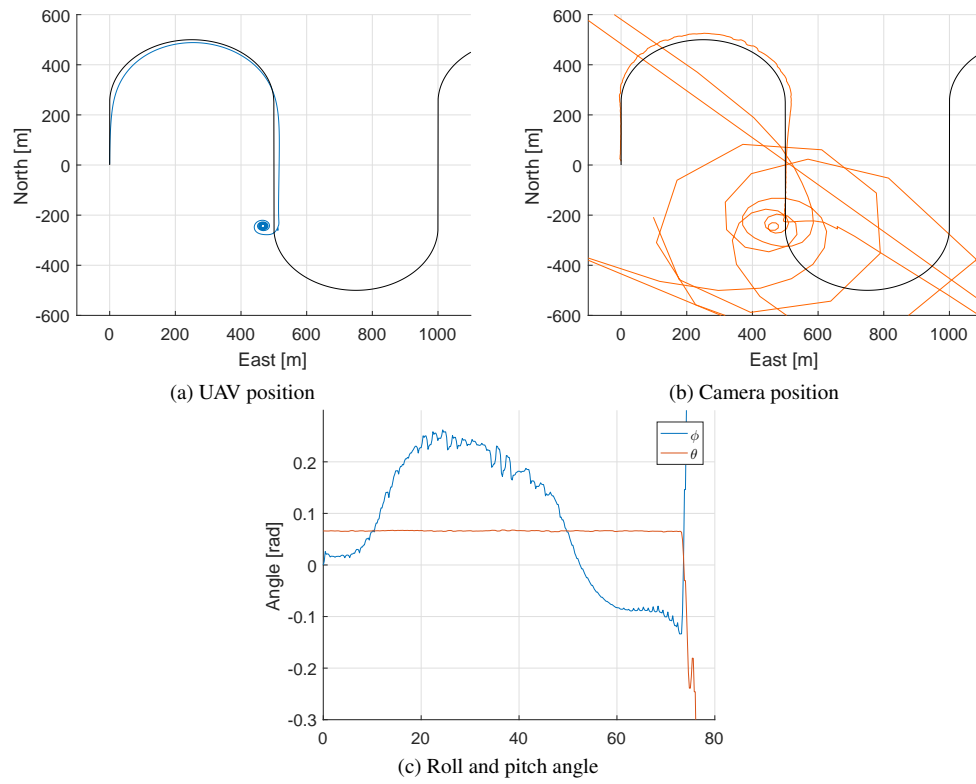 600
400
200
0
-200
-400
-600
North [m]
0 200 400 600 800 1000
East [m]
(a) UAV position
600
400
200
0
-200
-400
-600
North [m]
0 200 400 600 800 1000
East [m]
(b) Camera position
0.2
0.1
0
-0.1
-0.2
-0.3
Angle [rad]
ϕ
θ
0 20 40 60 80
(c) Roll and pitch angle